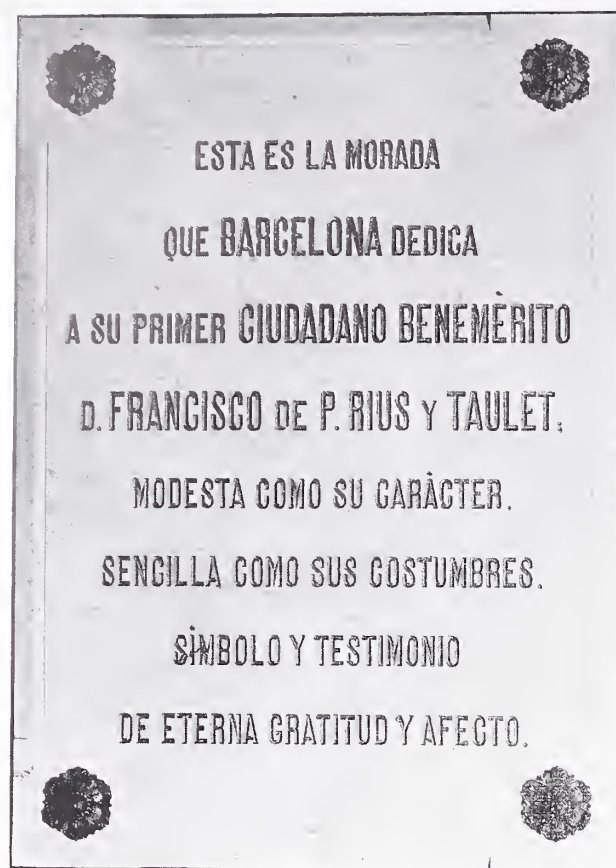 ESTA ES LA MORADA
QUE BARCELONA DEDICA
A SU PRIMER CIUDADANO BENEMÈRITO
D. FRANCISCO DE P. RIUS Y TAULET;
MODESTA COMO SU CARÀCTER.
SENCILLA COMO SUS COSTUMBRES.
SÌMBOLO Y TESTIMONIO
DE ETERNA GRATITUD Y AFECTO.